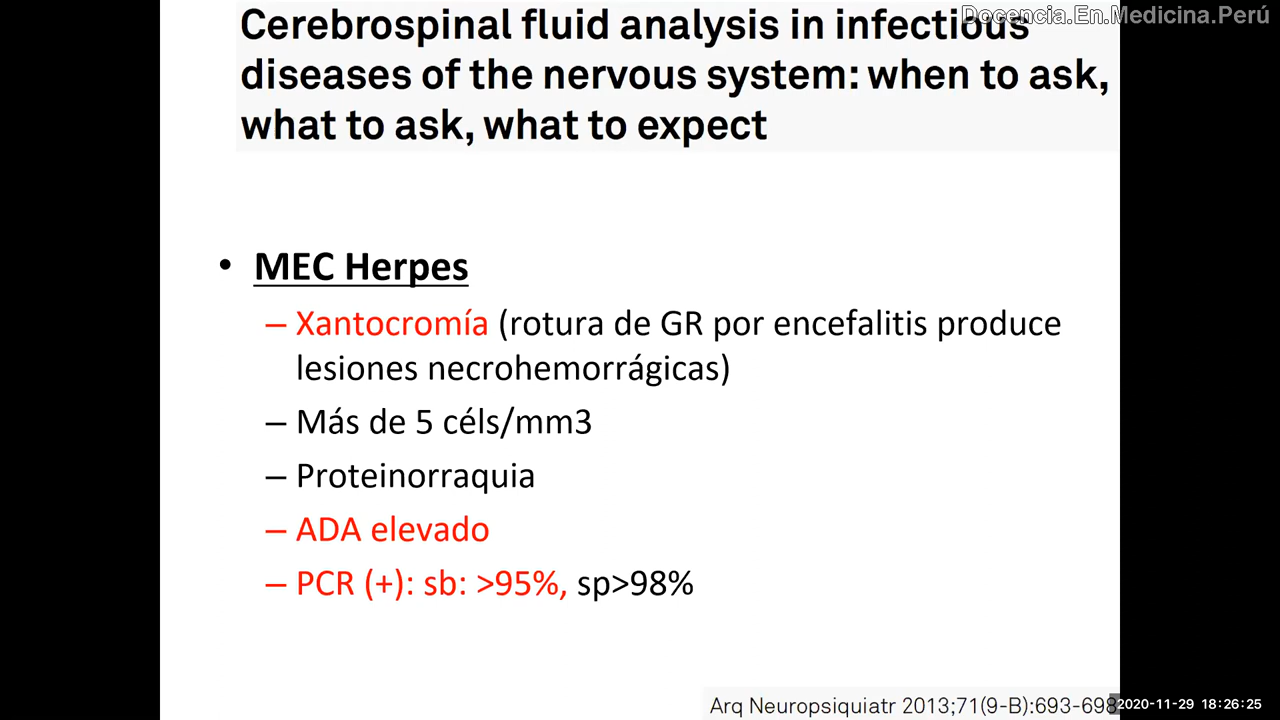 Docencia.En.Medicina.Perú
Cerebrospinal fluid analysis in infectious
diseases of the nervous system: when to ask,
what to ask, what to expect
• MEC Herpes
– Xantocromía (rotura de GR por encefalitis produce
lesiones necrohemorrágicas)
– Más de 5 céls/mm3
– Proteinorraquia
– ADA elevado
– PCR (+): sb: >95%, sp>98%
Arq Neuropsiquiatr 2013;71(9-B):693-698
2020-11-29 18:26:25